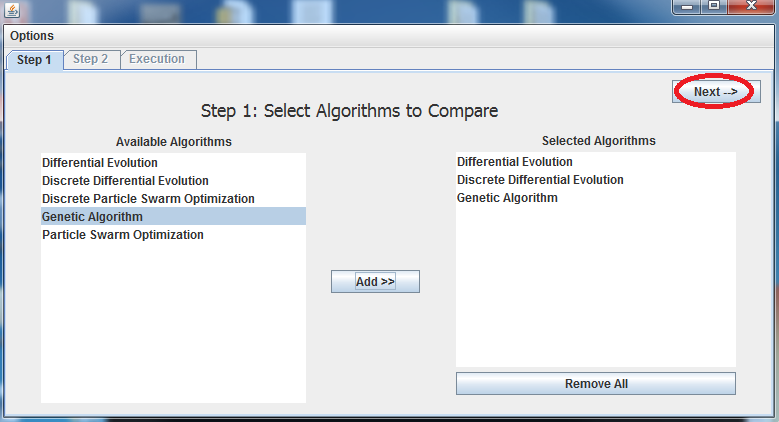 Options
Step 1 Step 2 Execution
Next -->
Step 1: Select Algorithms to Compare
Available Algorithms
Differential Evolution
Discrete Differential Evolution
Discrete Particle Swarm Optimization
Genetic Algorithm
Particle Swarm Optimization
Add >>
Selected Algorithms
Differential Evolution
Discrete Differential Evolution
Genetic Algorithm
Remove All